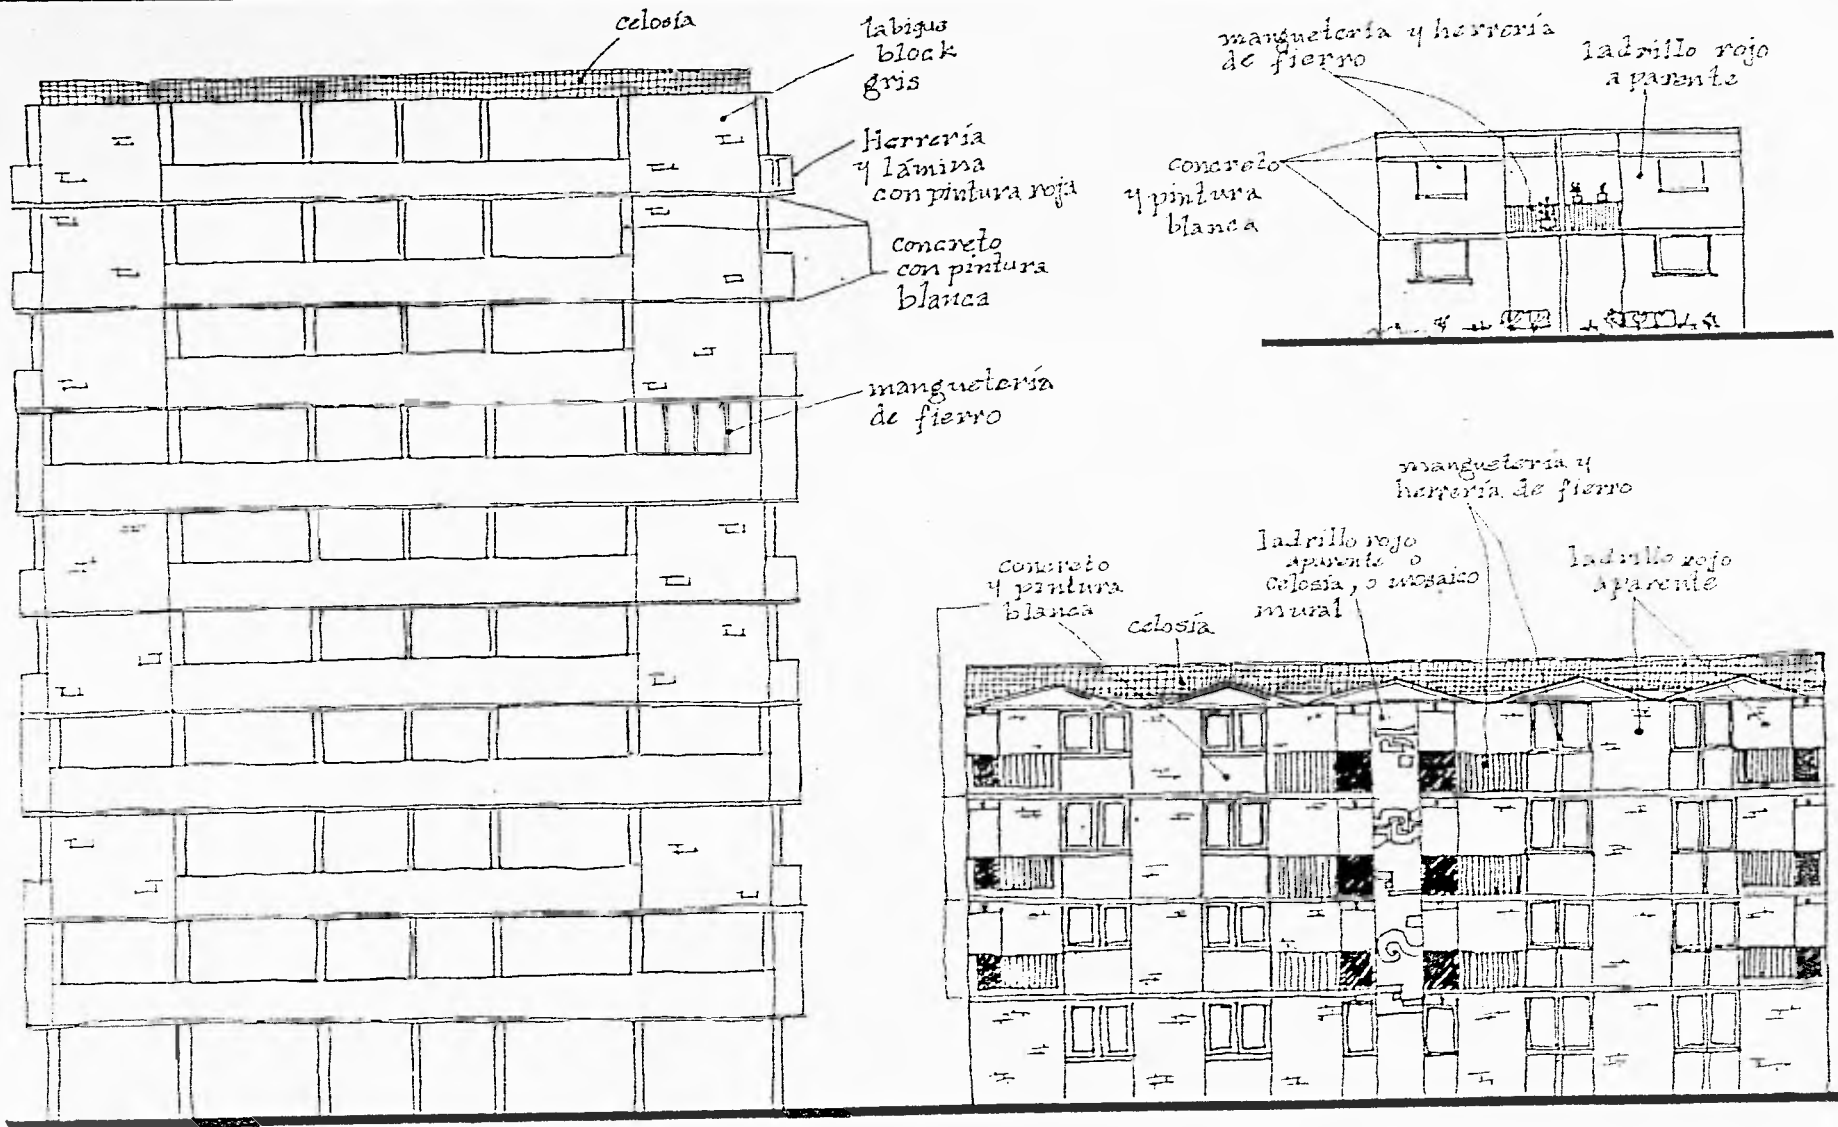 celosía
tabique
block
gris
Herrería
y lámina
con pintura roja
concreto
con pintura
blanca
manguetería
de fierro
manguetería y herrería
de fierro
ladrillo rojo
aparente
concreto
y pintura
blanca
manguetería y
herrería de fierro
ladrillo rojo
aparente o
celosía, o mosaico
mural
ladrillo rojo
aparente
concreto
y pintura
blanca
celosía